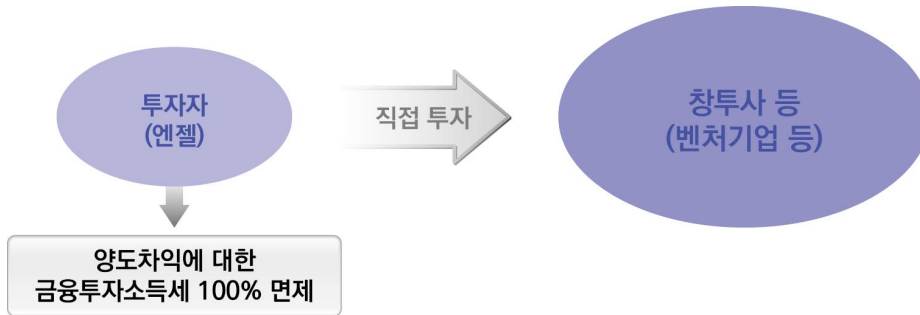 투자자
(엔젤)
직접 투자
창투사 등
(벤처기업 등)
양도차익에 대한
금융투자소득세 100% 면제